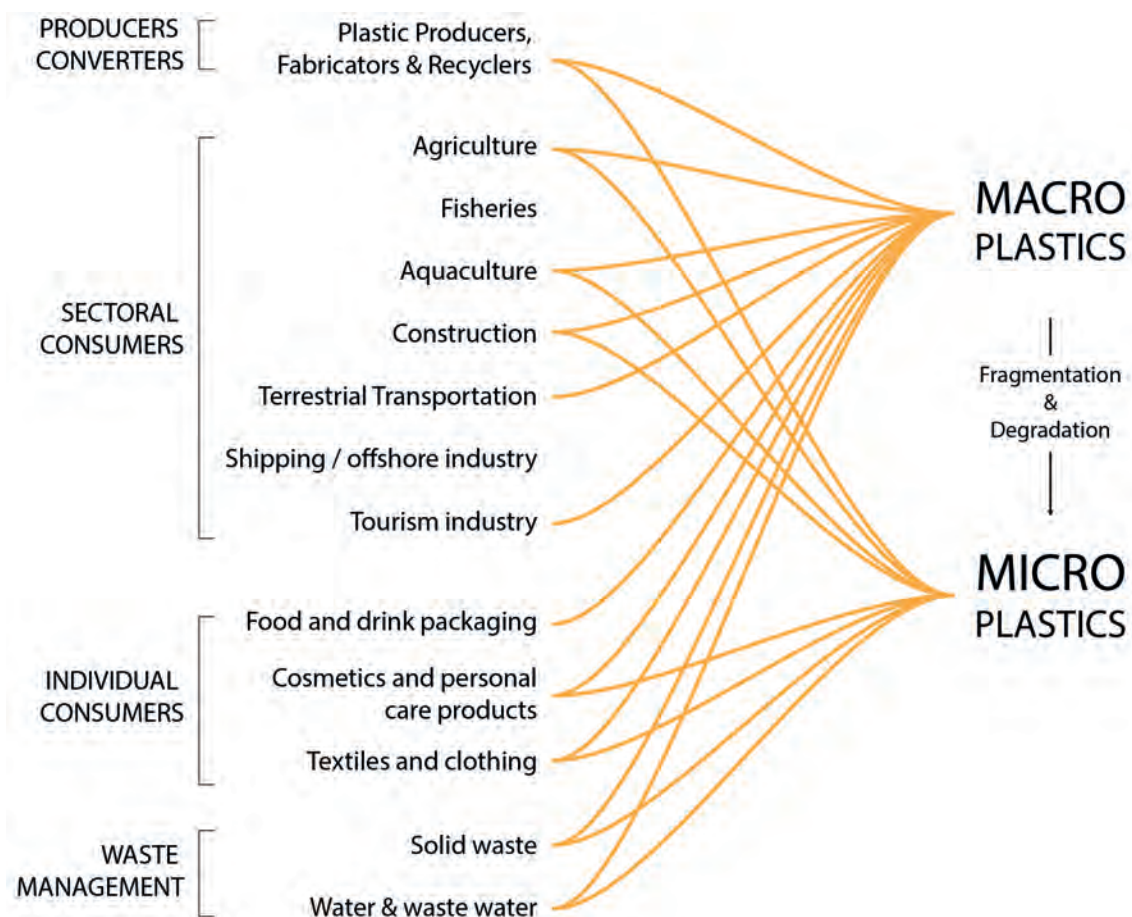 PRODUCERS
CONVERTERS
Plastic Producers,
Fabricators & Recyclers
SECTORAL
CONSUMERS
Agriculture
Fisheries
Aquaculture
Construction
Terrestrial Transportation
Shipping / offshore industry
Tourism industry
INDIVIDUAL
CONSUMERS
Food and drink packaging
Cosmetics and personal
care products
Textiles and clothing
WASTE
MANAGEMENT
Solid waste
Water & waste water
MACRO
PLASTICS
Fragmentation
&
Degradation
MICRO
PLASTICS